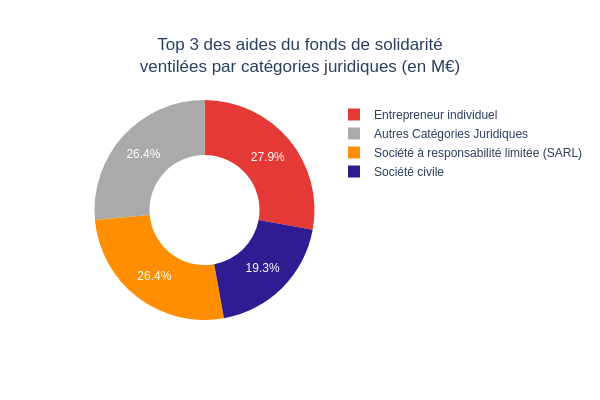 Top 3 des aides du fonds de solidarité
ventilées par catégories juridiques (en M€)
Entrepreneur individuel
Autres Catégories Juridiques
Société à responsabilité limitée (SARL)
Société civile
26.4%
27.9%
19.3%
26.4%